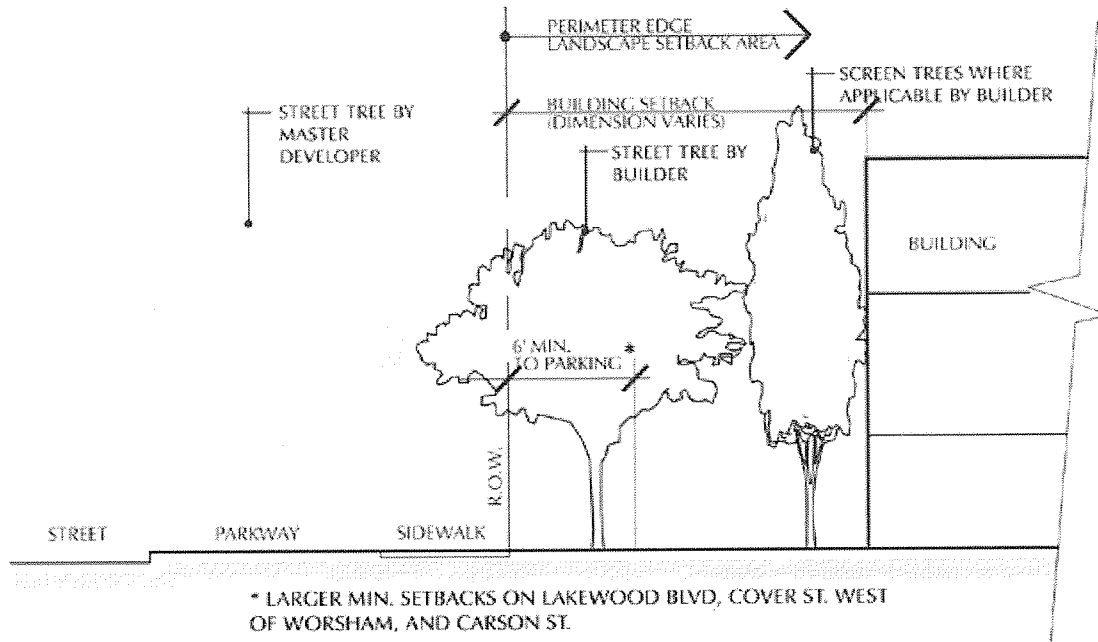 PERIMETER EDGE
LANDSCAPE SETBACK AREA
SCREEN TREES WHERE
APPLICABLE BY BUILDER
BUILDING SETBACK
(DIMENSION VARIES)
STREET TREE BY
MASTER
DEVELOPER
STREET TREE BY
BUILDER
BUILDING
6' MIN. *
TO PARKING
R.O.W.
STREET
PARKWAY
SIDEWALK
* LARGER MIN. SETBACKS ON LAKEWOOD BLVD, COVER ST. WEST
OF WORSHAM, AND CARSON ST.